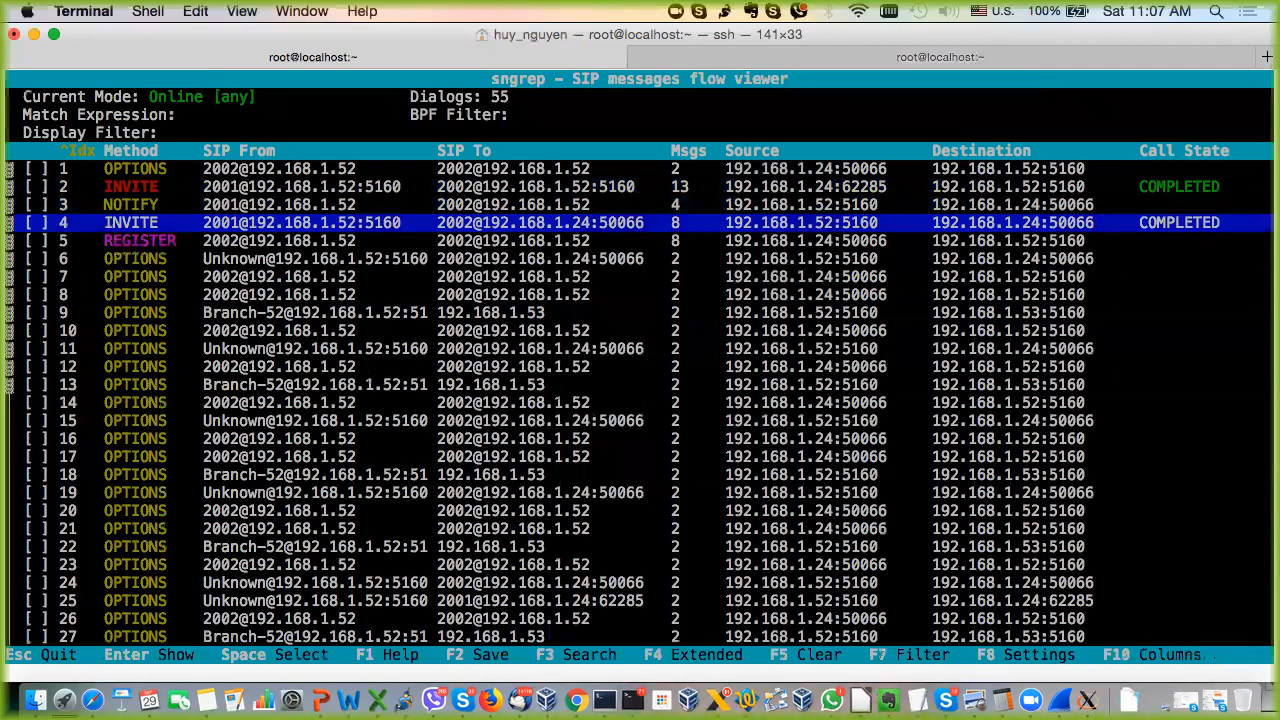 Terminal Shell Edit View Window Help U.S. 100% Sat 11:07 AM
huy_nguyen — root@localhost:~ — ssh — 141×33
root@localhost:~ root@localhost:~
sngrep - SIP messages flow viewer
Current Mode: Online [any] Dialogs: 55
Match Expression: BPF Filter:
Display Filter:
^Idx Method SIP From SIP To Msgs Source Destination Call State
[ ] 1 OPTIONS 2002@192.168.1.52 2002@192.168.1.52 2 192.168.1.24:50066 192.168.1.52:5160
[ ] 2 INVITE 2001@192.168.1.52:5160 2002@192.168.1.52:5160 13 192.168.1.24:62285 192.168.1.52:5160 COMPLETED
[ ] 3 NOTIFY 2001@192.168.1.52 2002@192.168.1.52 4 192.168.1.52:5160 192.168.1.24:50066
[ ] 4 INVITE 2001@192.168.1.52:5160 2002@192.168.1.24:50066 8 192.168.1.52:5160 192.168.1.24:50066 COMPLETED
[ ] 5 REGISTER 2002@192.168.1.52 2002@192.168.1.52 8 192.168.1.24:50066 192.168.1.52:5160
[ ] 6 OPTIONS Unknown@192.168.1.52:5160 2002@192.168.1.24:50066 2 192.168.1.52:5160 192.168.1.24:50066
[ ] 7 OPTIONS 2002@192.168.1.52 2002@192.168.1.52 2 192.168.1.24:50066 192.168.1.52:5160
[ ] 8 OPTIONS 2002@192.168.1.52 2002@192.168.1.52 2 192.168.1.24:50066 192.168.1.52:5160
[ ] 9 OPTIONS Branch-52@192.168.1.52:51 192.168.1.53 2 192.168.1.52:5160 192.168.1.53:5160
[ ] 10 OPTIONS 2002@192.168.1.52 2002@192.168.1.52 2 192.168.1.24:50066 192.168.1.52:5160
[ ] 11 OPTIONS Unknown@192.168.1.52:5160 2002@192.168.1.24:50066 2 192.168.1.52:5160 192.168.1.24:50066
[ ] 12 OPTIONS 2002@192.168.1.52 2002@192.168.1.52 2 192.168.1.24:50066 192.168.1.52:5160
[ ] 13 OPTIONS Branch-52@192.168.1.52:51 192.168.1.53 2 192.168.1.52:5160 192.168.1.53:5160
[ ] 14 OPTIONS 2002@192.168.1.52 2002@192.168.1.52 2 192.168.1.24:50066 192.168.1.52:5160
[ ] 15 OPTIONS Unknown@192.168.1.52:5160 2002@192.168.1.24:50066 2 192.168.1.52:5160 192.168.1.24:50066
[ ] 16 OPTIONS 2002@192.168.1.52 2002@192.168.1.52 2 192.168.1.24:50066 192.168.1.52:5160
[ ] 17 OPTIONS 2002@192.168.1.52 2002@192.168.1.52 2 192.168.1.24:50066 192.168.1.52:5160
[ ] 18 OPTIONS Branch-52@192.168.1.52:51 192.168.1.53 2 192.168.1.52:5160 192.168.1.53:5160
[ ] 19 OPTIONS Unknown@192.168.1.52:5160 2002@192.168.1.24:50066 2 192.168.1.52:5160 192.168.1.24:50066
[ ] 20 OPTIONS 2002@192.168.1.52 2002@192.168.1.52 2 192.168.1.24:50066 192.168.1.52:5160
[ ] 21 OPTIONS 2002@192.168.1.52 2002@192.168.1.52 2 192.168.1.24:50066 192.168.1.52:5160
[ ] 22 OPTIONS Branch-52@192.168.1.52:51 192.168.1.53 2 192.168.1.52:5160 192.168.1.53:5160
[ ] 23 OPTIONS 2002@192.168.1.52 2002@192.168.1.52 2 192.168.1.24:50066 192.168.1.52:5160
[ ] 24 OPTIONS Unknown@192.168.1.52:5160 2002@192.168.1.24:50066 2 192.168.1.52:5160 192.168.1.24:50066
[ ] 25 OPTIONS Unknown@192.168.1.52:5160 2001@192.168.1.24:62285 2 192.168.1.52:5160 192.168.1.24:62285
[ ] 26 OPTIONS 2002@192.168.1.52 2002@192.168.1.52 2 192.168.1.24:50066 192.168.1.52:5160
[ ] 27 OPTIONS Branch-52@192.168.1.52:51 192.168.1.53 2 192.168.1.52:5160 192.168.1.53:5160
Esc Quit Enter Show Space Select F1 Help F2 Save F3 Search F4 Extended F5 Clear F7 Filter F8 Settings F10 Columns